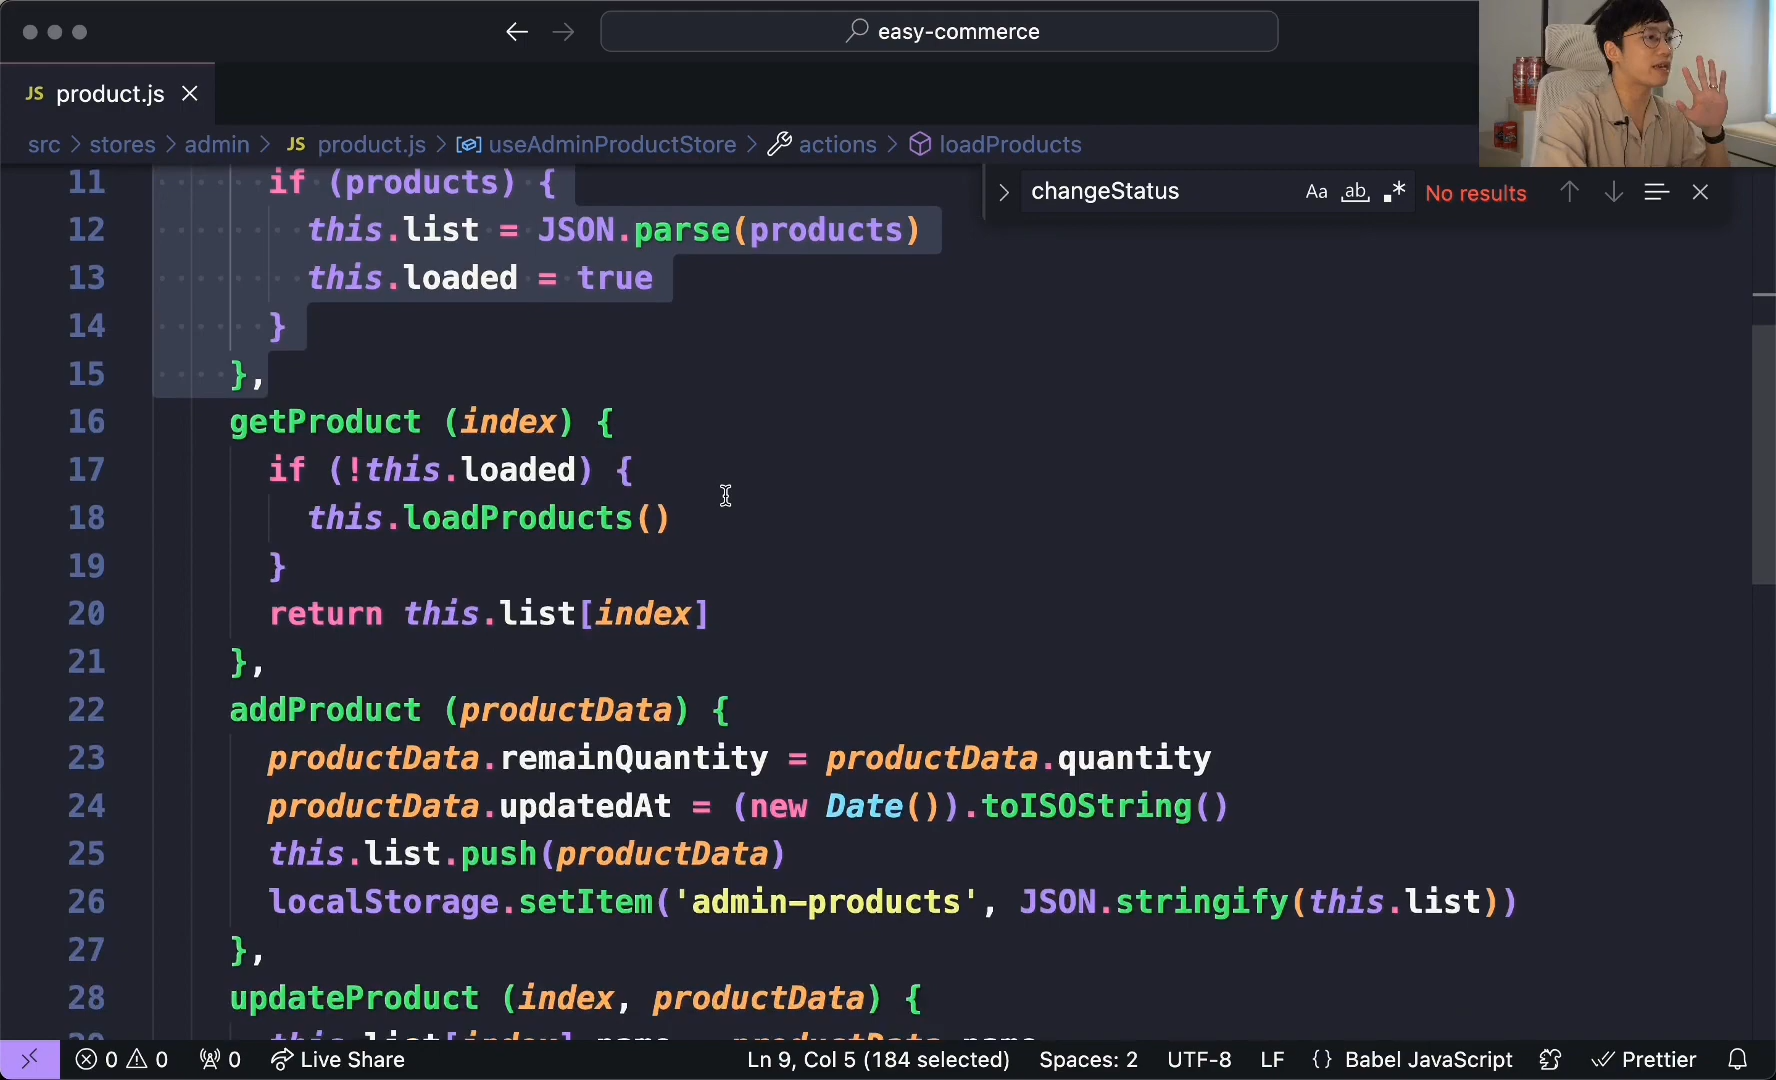 easy-commerce
JS product.js
src > stores > admin > JS product.js > useAdminProductStore > actions > loadProducts
changeStatus Aa ab .* No results
11 if (products) {
12 this.list = JSON.parse(products)
13 this.loaded = true
14 }
15 },
16 getProduct (index) {
17 if (!this.loaded) {
18 this.loadProducts()
19 }
20 return this.list[index]
21 },
22 addProduct (productData) {
23 productData.remainQuantity = productData.quantity
24 productData.updatedAt = (new Date()).toISOString()
25 this.list.push(productData)
26 localStorage.setItem('admin-products', JSON.stringify(this.list))
27 },
28 updateProduct (index, productData) {
0 0 0 Live Share Ln 9, Col 5 (184 selected) Spaces: 2 UTF-8 LF {} Babel JavaScript Prettier